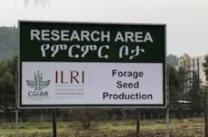 RESEARCH AREA
የምርምር ቦታ
CGIAR
ILRI
Forage
Seed
Production